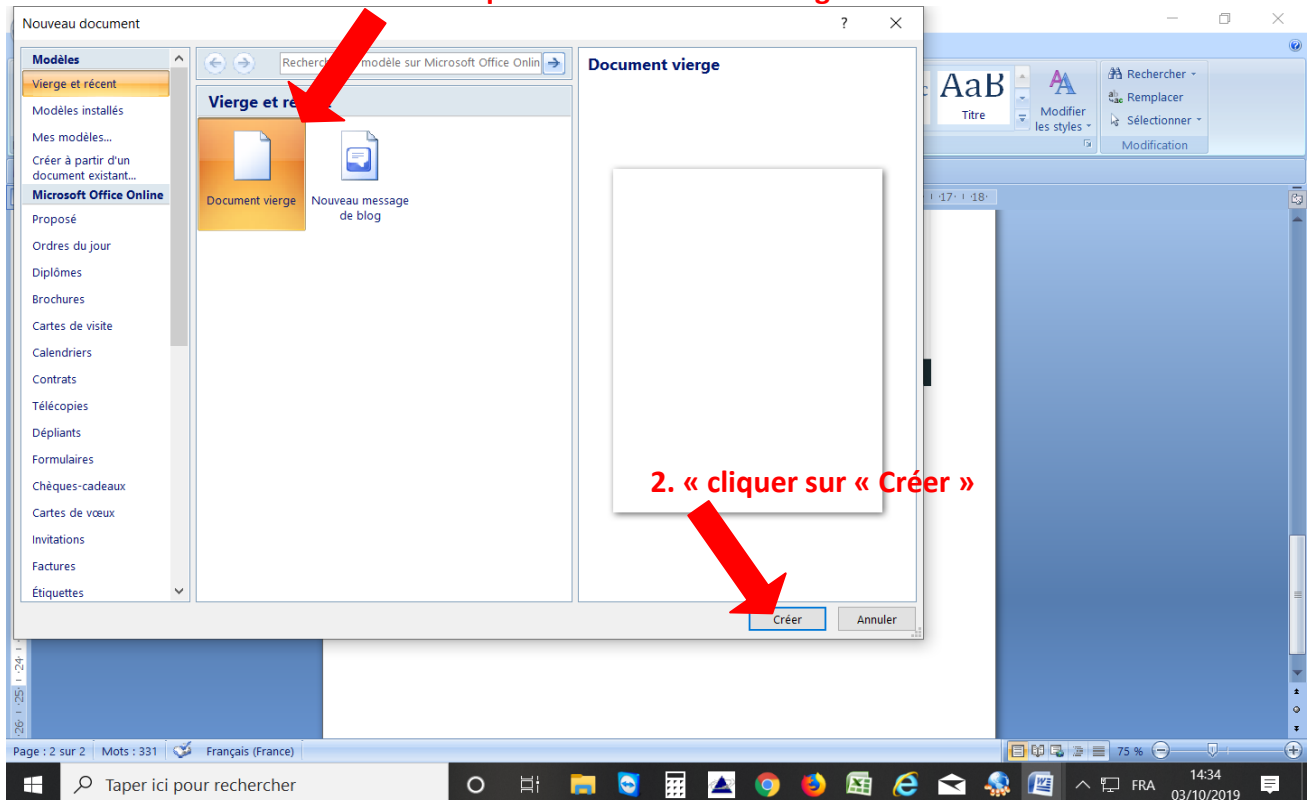 Nouveau document
?
Modèles
Vierge et récent
Modèles installés
Mes modèles...
Créer à partir d'un
document existant...
Microsoft Office Online
Proposé
Ordres du jour
Diplômes
Brochures
Cartes de visite
Calendriers
Contrats
Télécopies
Dépliants
Formulaires
Chèques-cadeaux
Cartes de vœux
Invitations
Factures
Étiquettes
modèle sur Microsoft Office Onlin
Vierge et
Document vierge
Nouveau message
de blog
Document vierge
2. « cliquer sur « Créer »
Créer
Annuler
AaB
Titre
Modifier
les styles
Rechercher
Remplacer
Sélectionner
Modification
17 18
24
25
26
Page : 2 sur 2
Mots : 331
Français (France)
75 %
Taper ici pour rechercher
FRA
14:34
03/10/2019